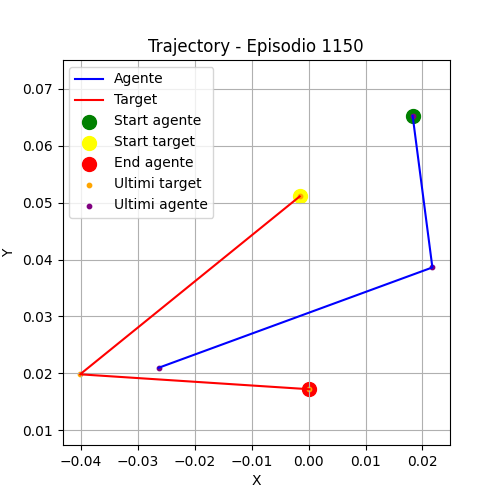 Trajectory - Episodio 1150
Agente
Target
Start agente
Start target
End agente
Ultimi target
Ultimi agente
0.07
0.06
0.05
0.04
0.03
0.02
0.01
Y
−0.04 −0.03 −0.02 −0.01 0.00 0.01 0.02
X